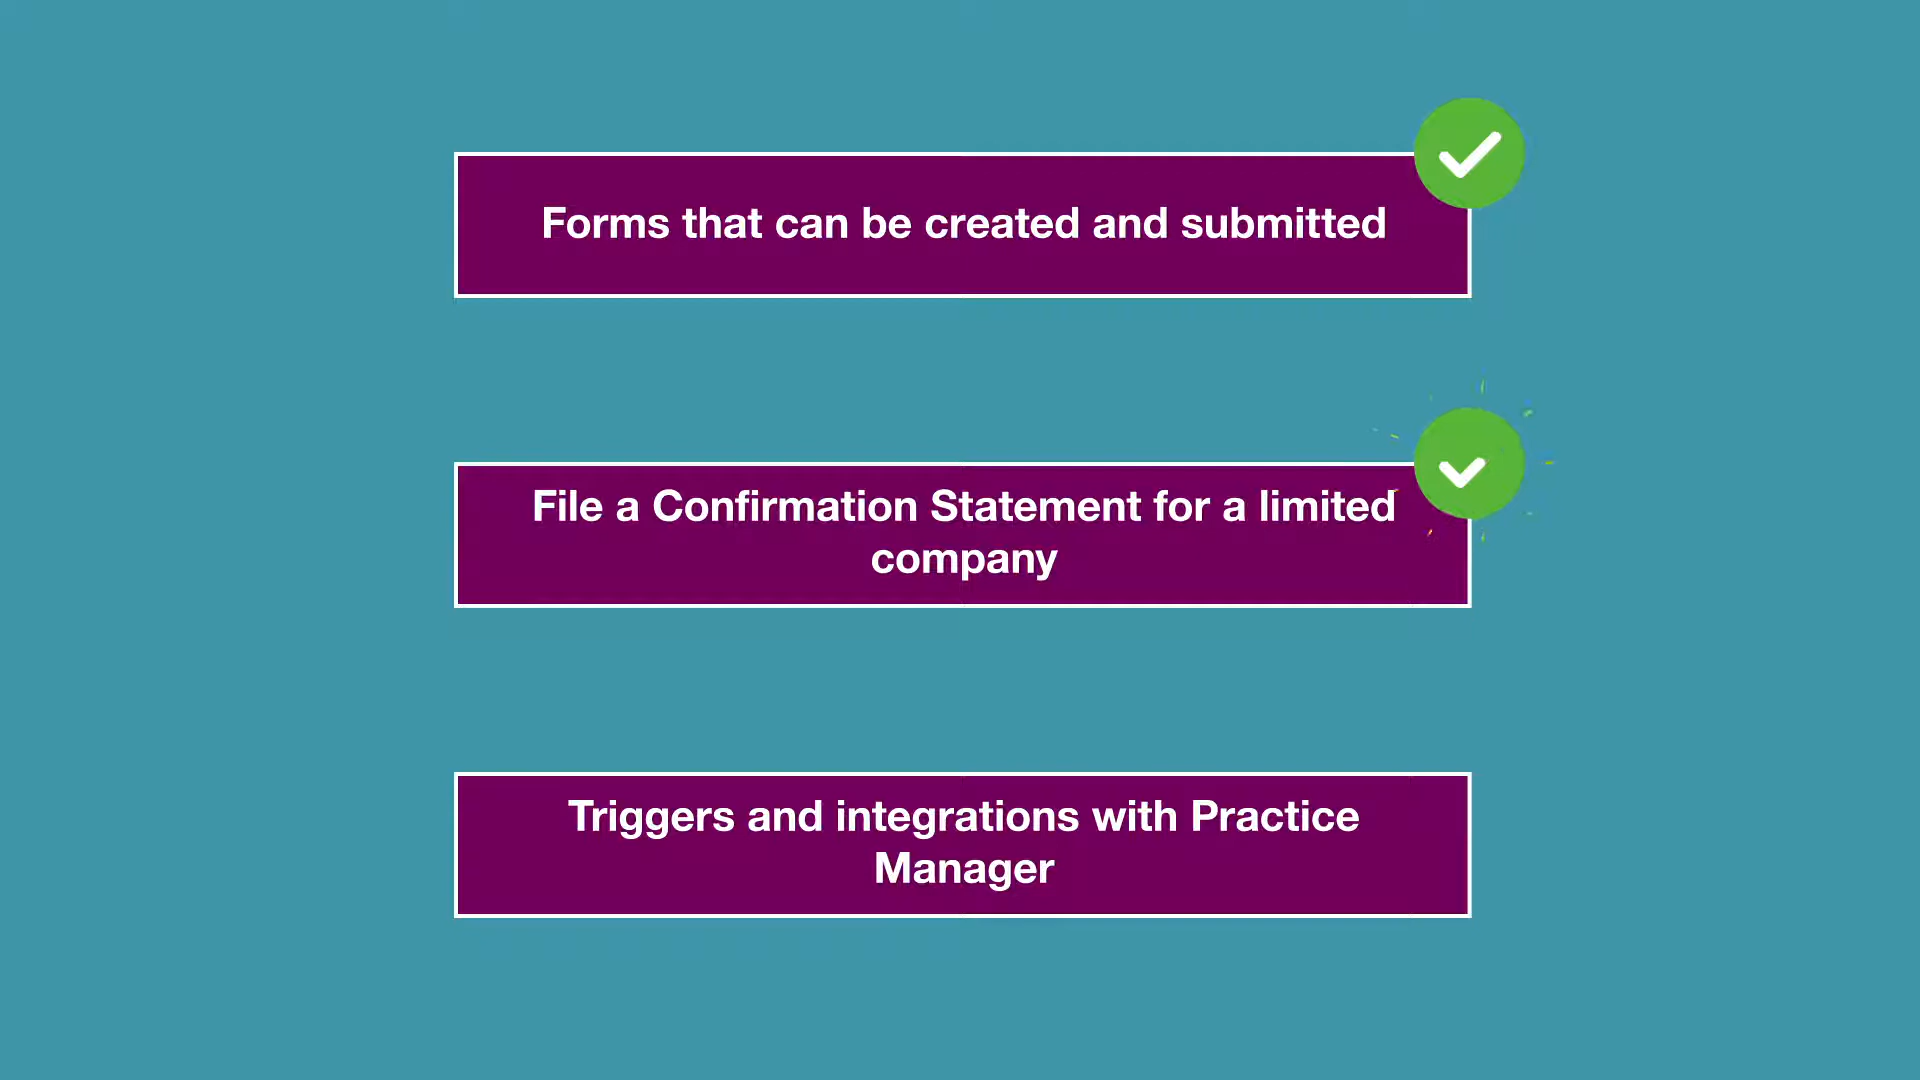 Forms that can be created and submitted
File a Confirmation Statement for a limited
company
Triggers and integrations with Practice
Manager